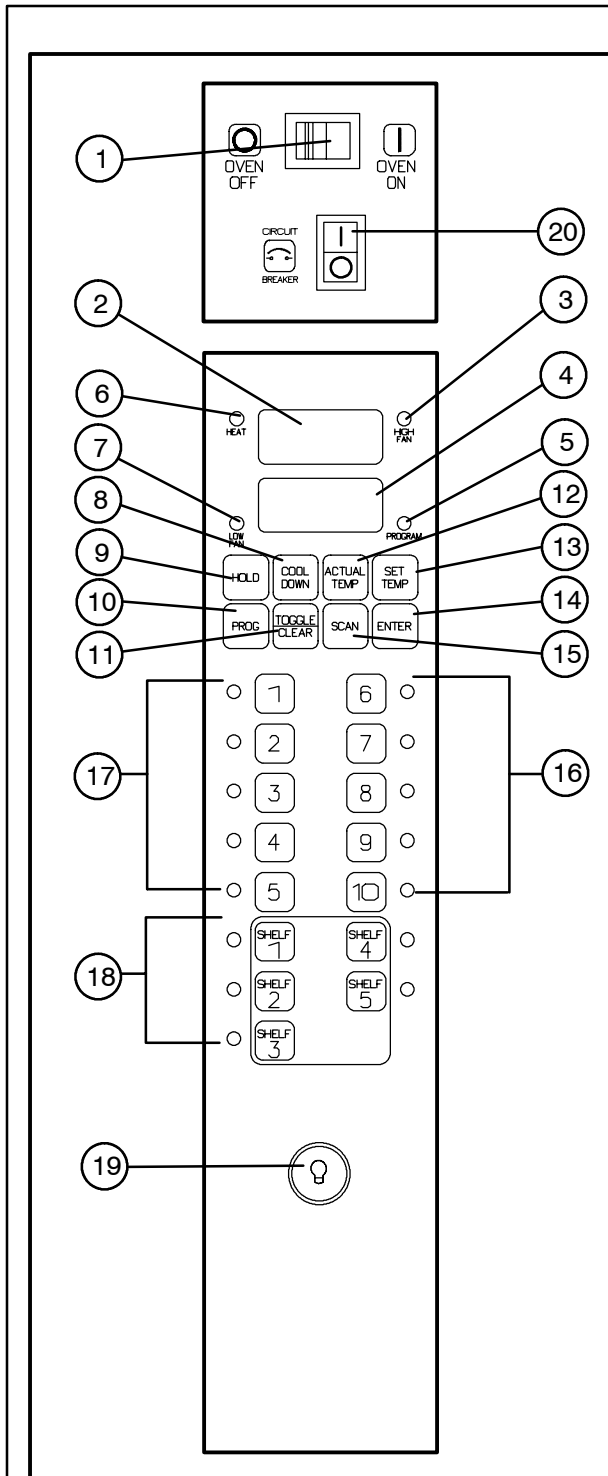 1
OVEN
OFF
OVEN
ON
CIRCUIT
BREAKER
20
2
3
6
HEAT
HIGH
FAN
4
7
LOW
FAN
PROGRAM
5
8
12
9
HOLD
COOL
DOWN
ACTUAL
TEMP
SET
TEMP
13
10
PROG
TOGGLE
CLEAR
SCAN
ENTER
14
11
15
1 6
2 7
17
3 8
16
4 9
5 10
SHELF
1
SHELF
4
18
SHELF
2
SHELF
5
SHELF
3
19